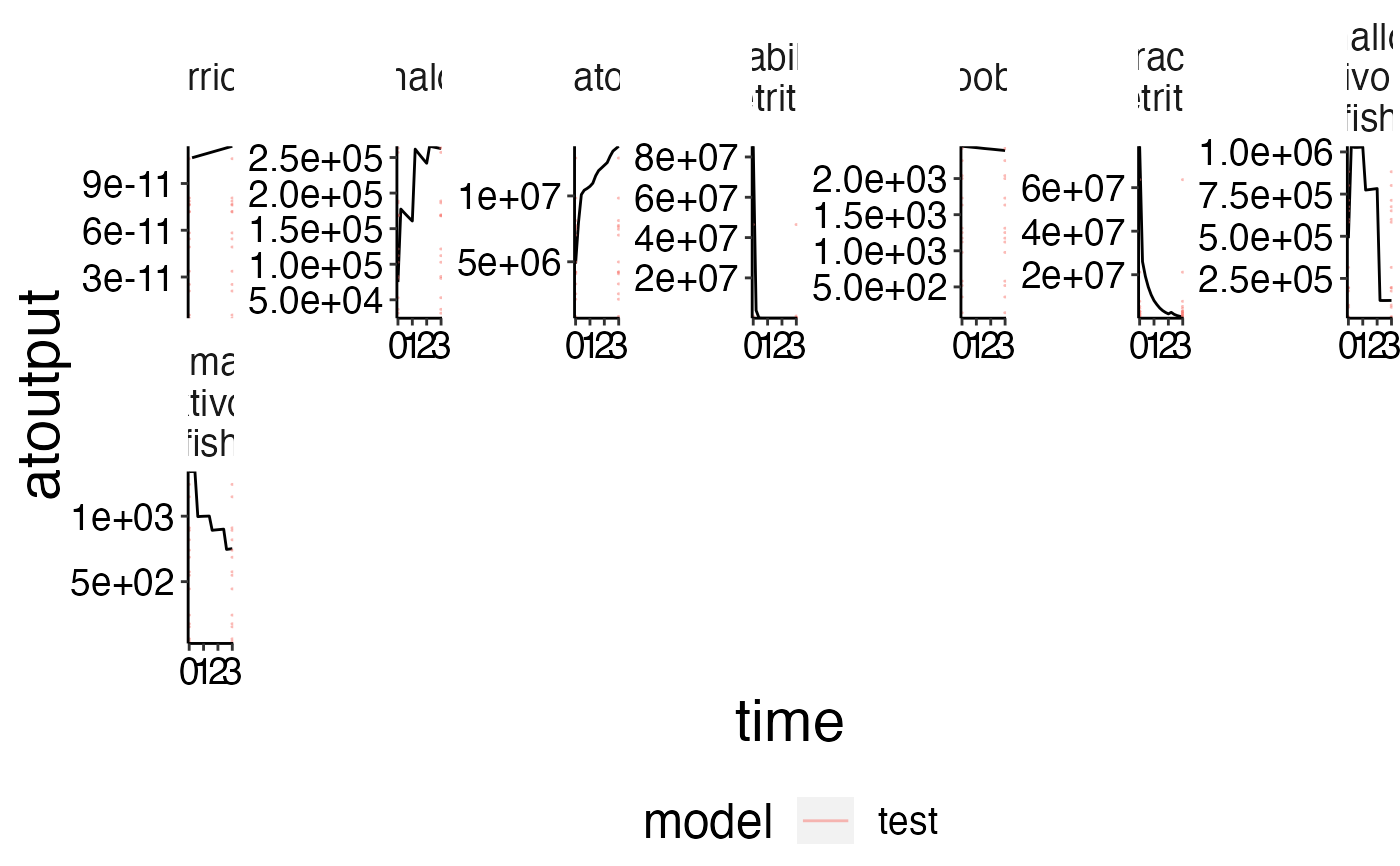 rric
nalc
ato
abil
etrit
oob
rac
etrit
allo
ivo
fish
9e-11
6e-11
3e-11
2.5e+05
2.0e+05
1.5e+05
1.0e+05
5.0e+04
1e+07
5e+06
8e+07
6e+07
4e+07
2e+07
2.0e+03
1.5e+03
1.0e+03
5.0e+02
6e+07
4e+07
2e+07
1.0e+06
7.5e+05
5.0e+05
2.5e+05
0123
0123
0123
0123
0123
0123
ma
tivo
fish
1e+03
5e+02
0123
atoutput
time
model
test